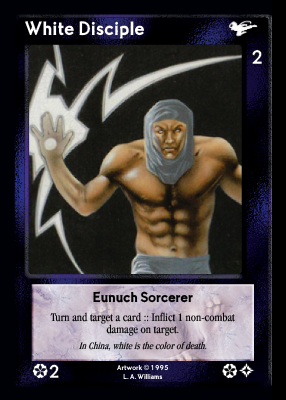 White Disciple
2
Eunuch Sorcerer
Turn and target a card :: Inflict 1 non-combat
damage on target.
In China, white is the color of death.
Artwork © 1995
L. A. Williams
2